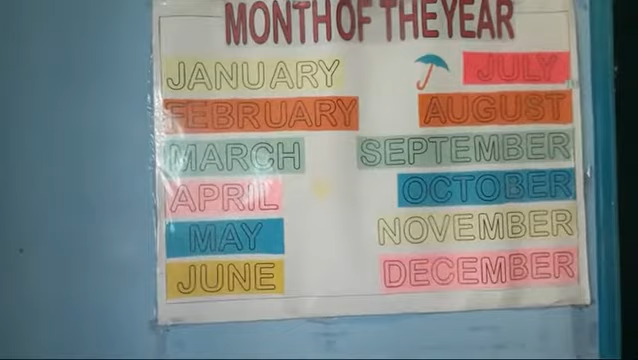 MONTH OF THE YEAR
JANUARY
FEBRUARY
MARCH
APRIL
MAY
JUNE
JULY
AUGUST
SEPTEMBER
OCTOBER
NOVEMBER
DECEMBER